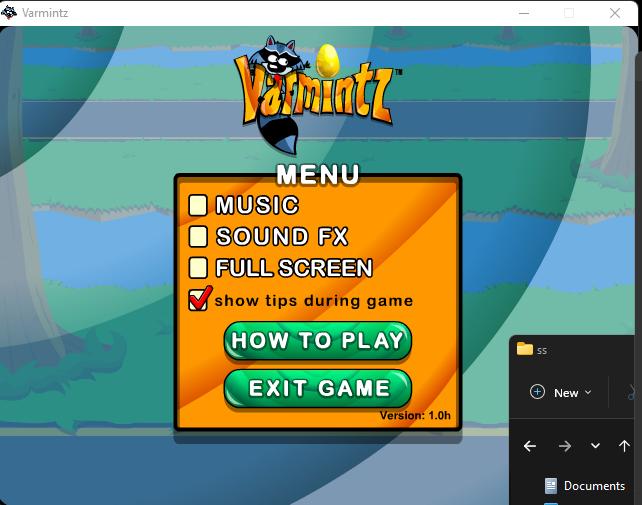 Varmintz
Varmintz™
MENU
MUSIC
SOUND FX
FULL SCREEN
show tips during game
HOW TO PLAY
EXIT GAME
Version: 1.0h
ss
New
Documents